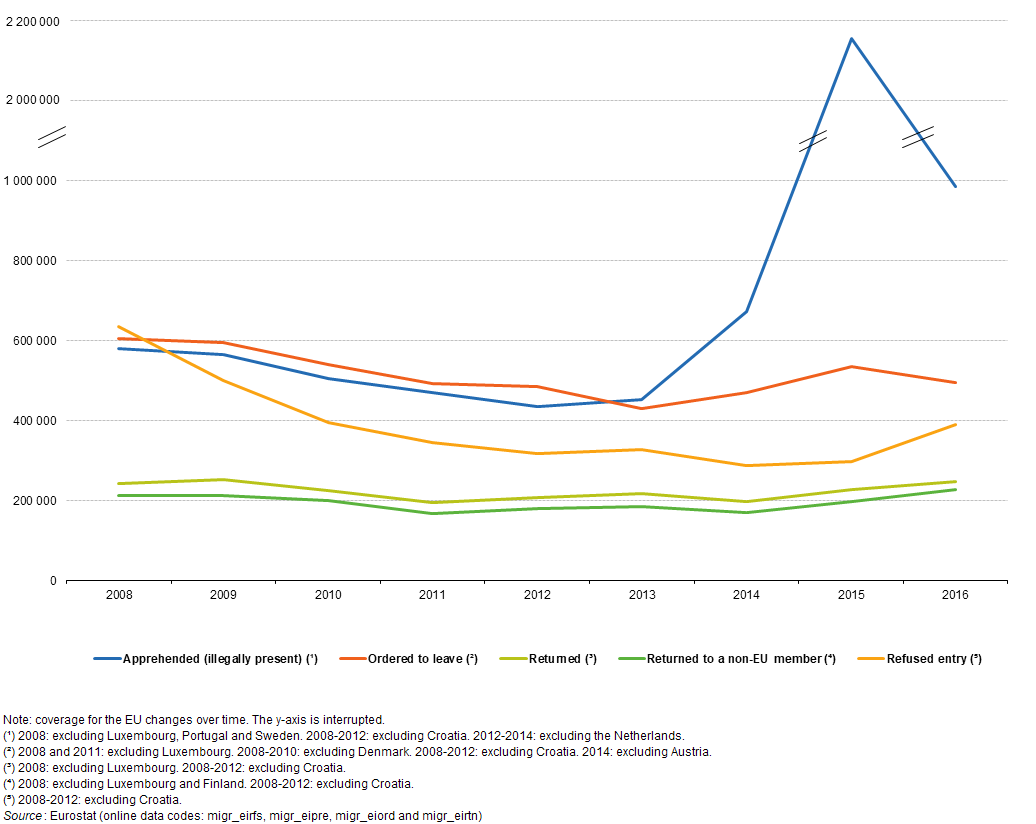 2 200 000
2 000 000
1 000 000
800 000
600 000
400 000
200 000
0
2008 2009 2010 2011 2012 2013 2014 2015 2016
Apprehended (illegally present) (¹) Ordered to leave (²) Returned (³) Returned to a non-EU member (⁴) Refused entry (⁵)
Note: coverage for the EU changes over time. The y-axis is interrupted.
(¹) 2008: excluding Luxembourg, Portugal and Sweden. 2008-2012: excluding Croatia. 2012-2014: excluding the Netherlands.
(²) 2008 and 2011: excluding Luxembourg. 2008-2010: excluding Denmark. 2008-2012: excluding Croatia. 2014: excluding Austria.
(³) 2008: excluding Luxembourg. 2008-2012: excluding Croatia.
(⁴) 2008: excluding Luxembourg and Finland. 2008-2012: excluding Croatia.
(⁵) 2008-2012: excluding Croatia.
Source: Eurostat (online data codes: migr_eirfs, migr_eipre, migr_eiord and migr_eirtn)